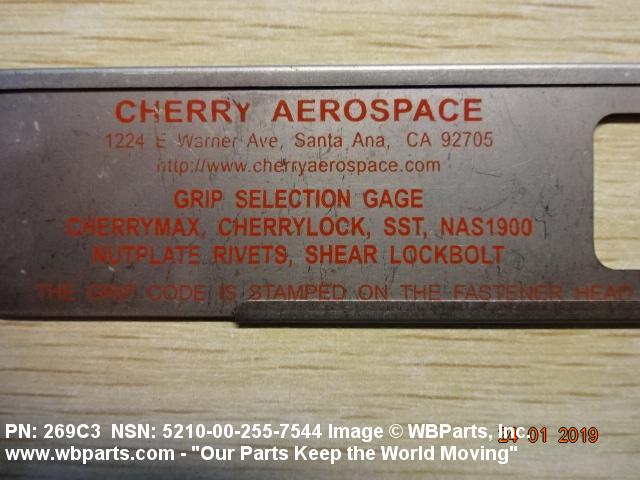 CHERRY AEROSPACE
1224 E Warner Ave, Santa Ana, CA 92705
http://www.cherryaerospace.com
GRIP SELECTION GAGE
CHERRYMAX, CHERRYLOCK, SST, NAS1900
NUTPLATE RIVETS, SHEAR LOCKBOLT
THE GRIP CODE IS STAMPED ON THE FASTENER HEAD
PN: 269C3 NSN: 5210-00-255-7544 Image © WBParts, Inc.
24 01 2019
www.wbparts.com - "Our Parts Keep the World Moving"